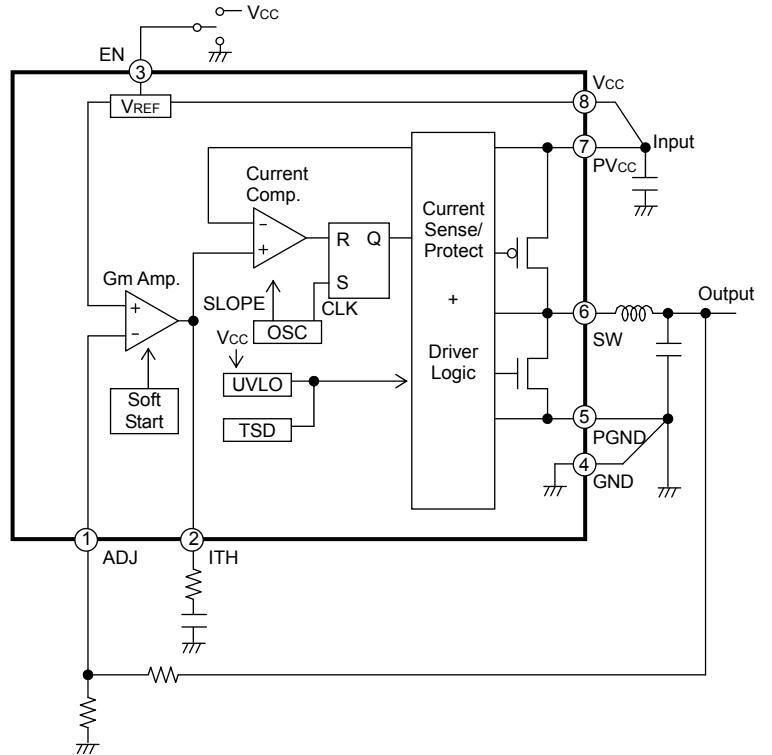 VCC
EN
3
VCC
VREF
8
Input
7
PVCC
Current
Comp.
Current
Sense/
Protect
+
Driver
Logic
−
+
R Q
S
Gm Amp.
+
−
SLOPE
CLK
OSC
Output
6
SW
VCC
UVLO
Soft
Start
TSD
5
PGND
4
GND
1
ADJ
2
ITH